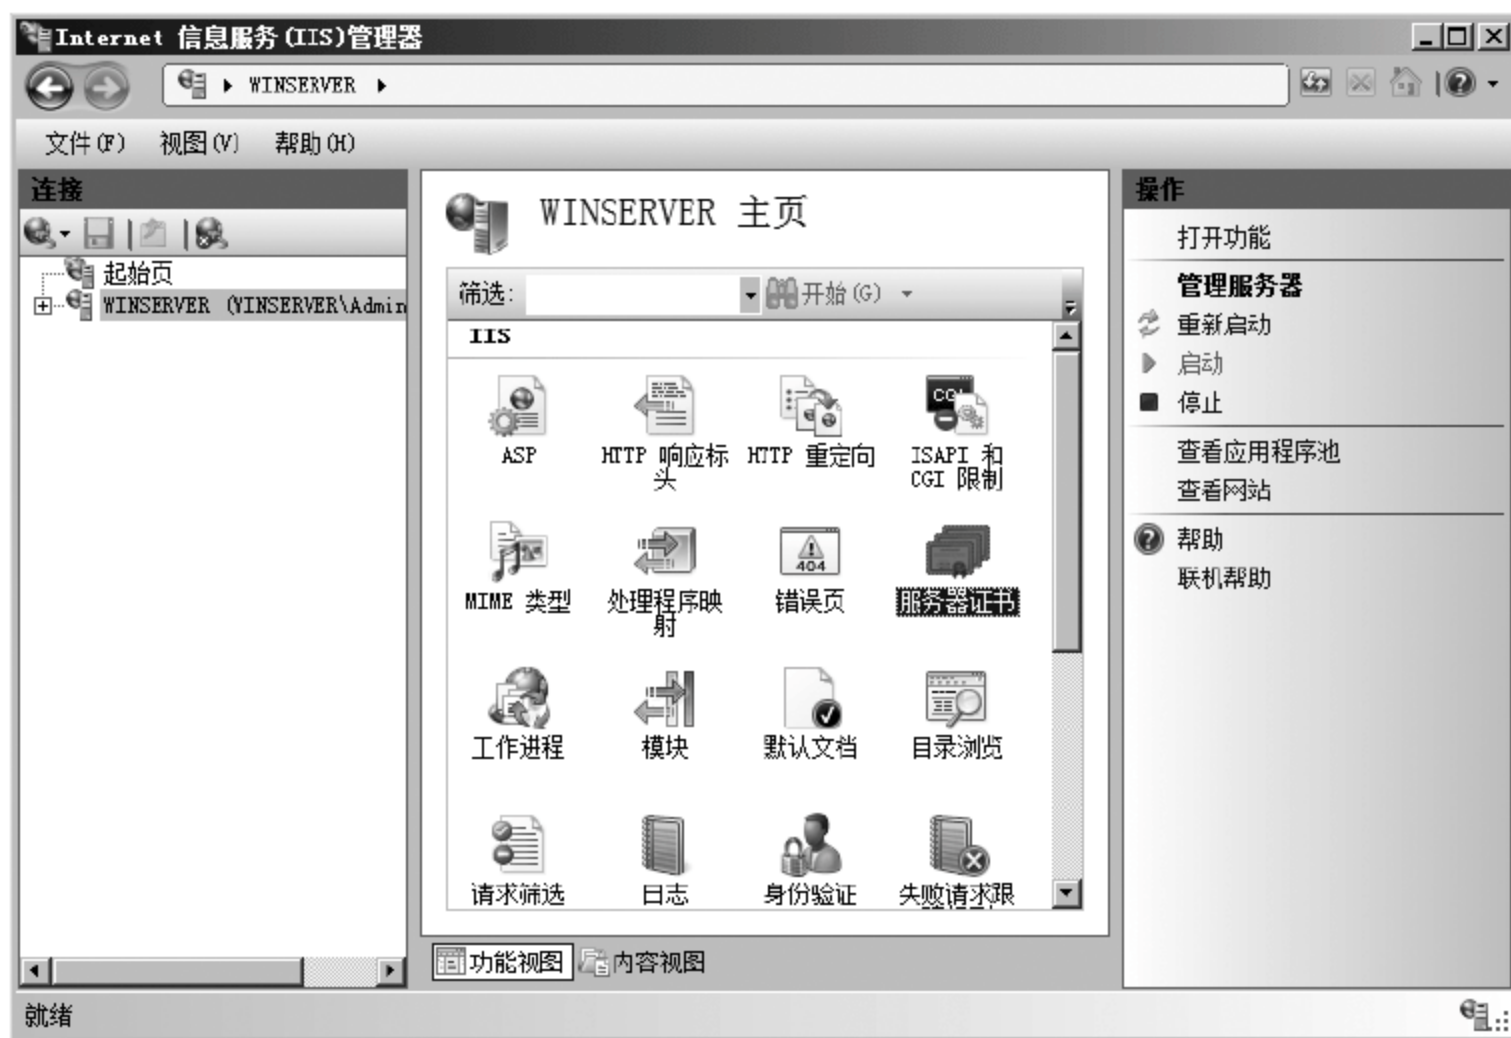 Internet 信息服务(IIS)管理器
WINSERVER
文件(F) 视图(V) 帮助(H)
连接
起始页
WINSERVER (VINSERVER\Admin
WINSERVER 主页
筛选: 开始(G)
IIS
ASP
HTTP 响应标头
HTTP 重定向
ISAPI 和
CGI 限制
MIME 类型
处理程序映
射
404
错误页
服务器证书
工作进程
模块
默认文档
目录浏览
请求筛选
日志
身份验证
失败请求跟
功能视图 内容视图
操作
打开功能
管理服务器
重新启动
启动
停止
查看应用程序池
查看网站
帮助
联机帮助
就绪